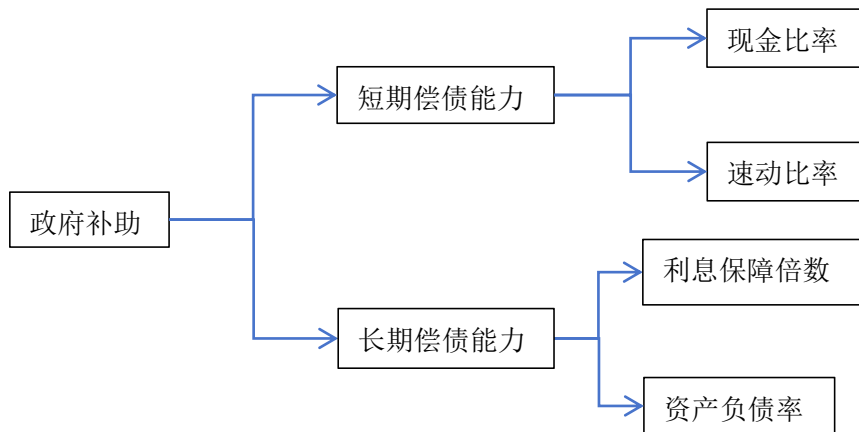 现金比率
短期偿债能力
速动比率
政府补助
利息保障倍数
长期偿债能力
资产负债率